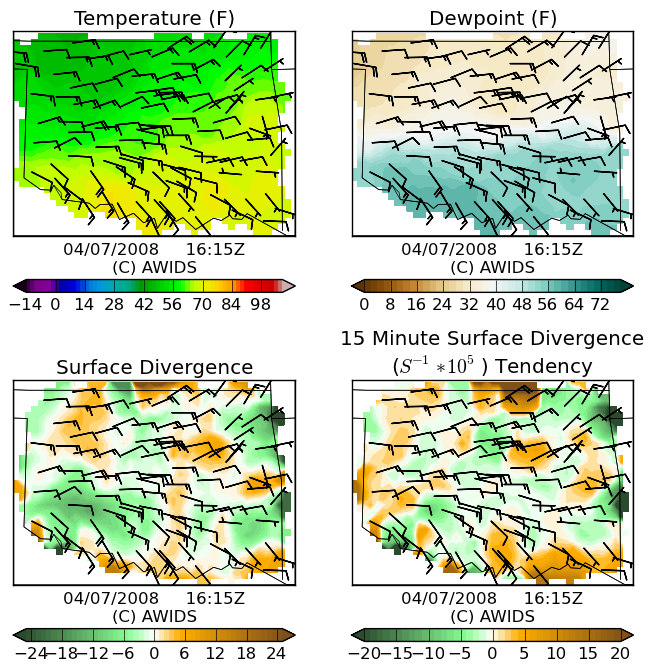 Temperature (F)
Dewpoint (F)
04/07/2008 16:15Z
(C) AWIDS
04/07/2008 16:15Z
(C) AWIDS
−14 0 14 28 42 56 70 84 98
0 8 16 24 32 40 48 56 64 72
Surface Divergence
15 Minute Surface Divergence
(S⁻¹ *10⁵ ) Tendency
04/07/2008 16:15Z
(C) AWIDS
04/07/2008 16:15Z
(C) AWIDS
−24 −18 −12 −6 0 6 12 18 24
−20 −15 −10 −5 0 5 10 15 20